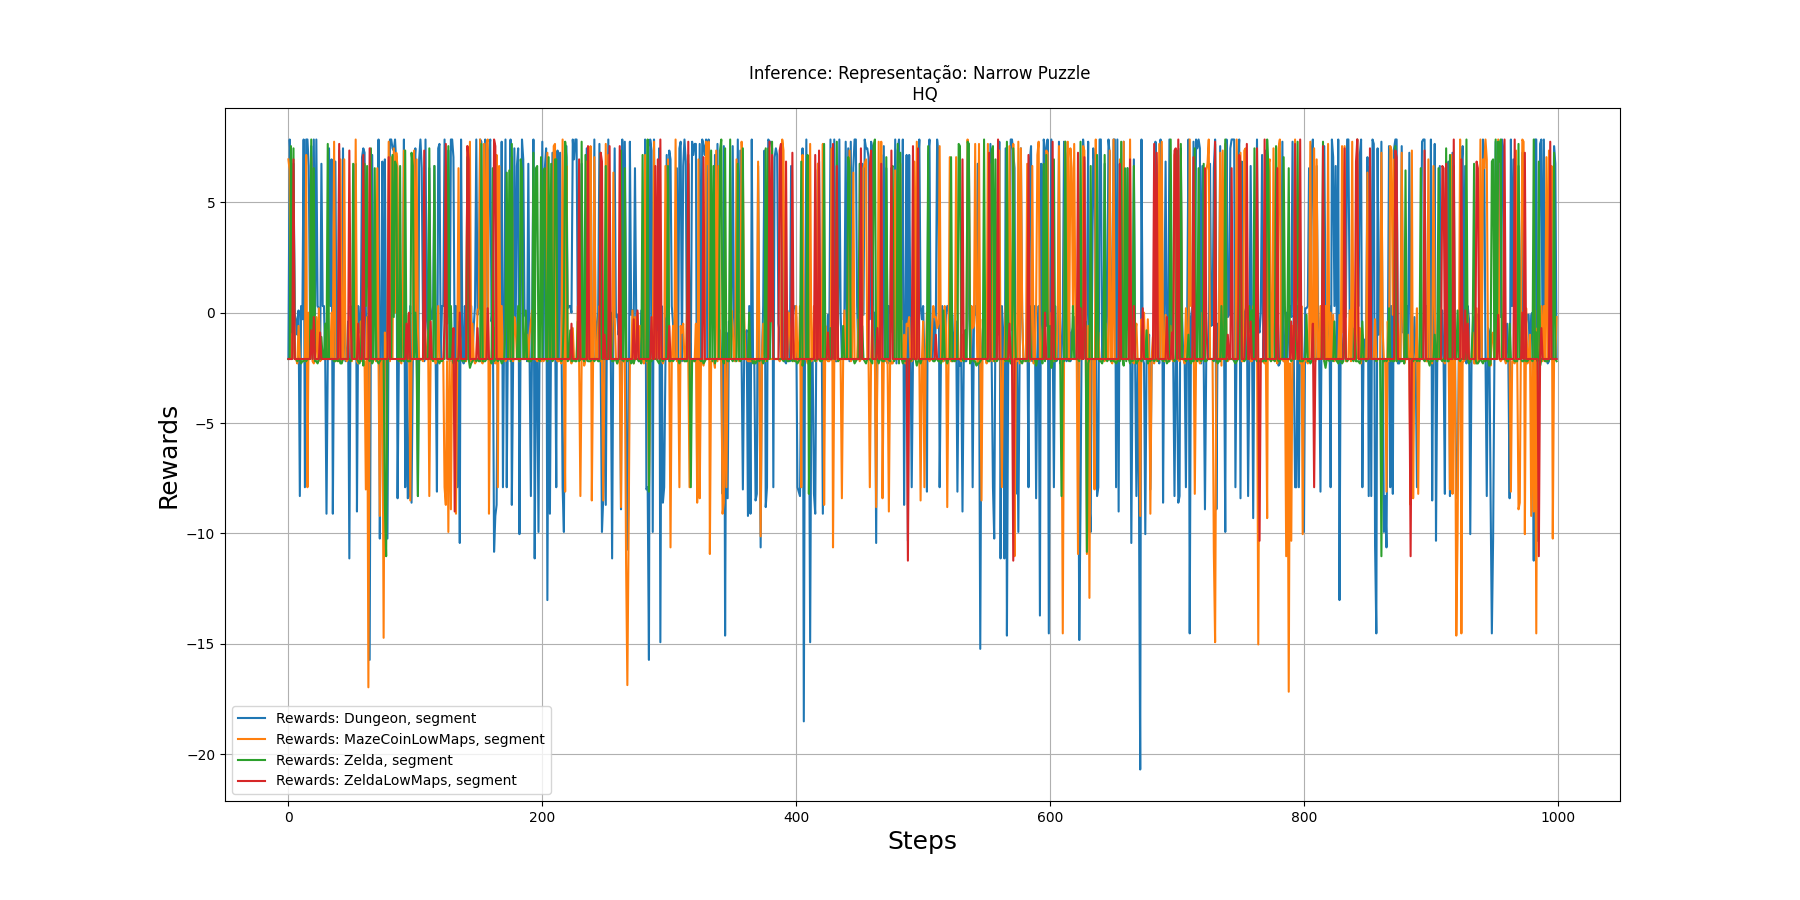 Inference: Representação: Narrow Puzzle
HQ
Rewards
5
0
−5
−10
−15
−20
Rewards: Dungeon, segment
Rewards: MazeCoinLowMaps, segment
Rewards: Zelda, segment
Rewards: ZeldaLowMaps, segment
0 200 400 600 800 1000
Steps